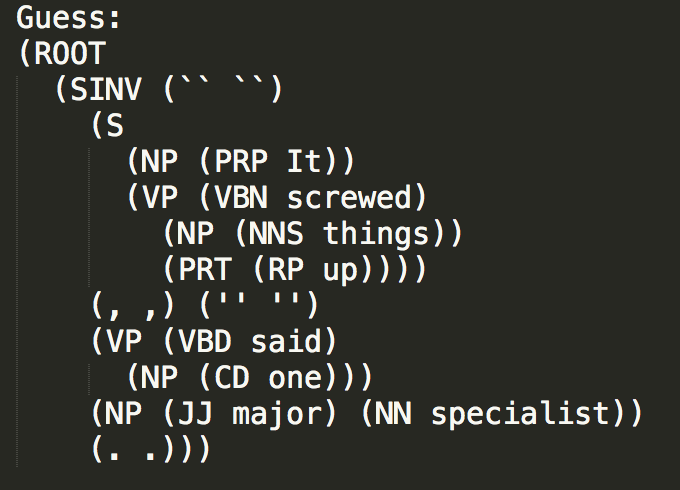 Guess:
(ROOT
(SINV (`` ``)
(S
(NP (PRP It))
(VP (VBN screwed)
(NP (NNS things))
(PRT (RP up))))
(, ,) ('' '')
(VP (VBD said)
(NP (CD one)))
(NP (JJ major) (NN specialist))
(. .)))